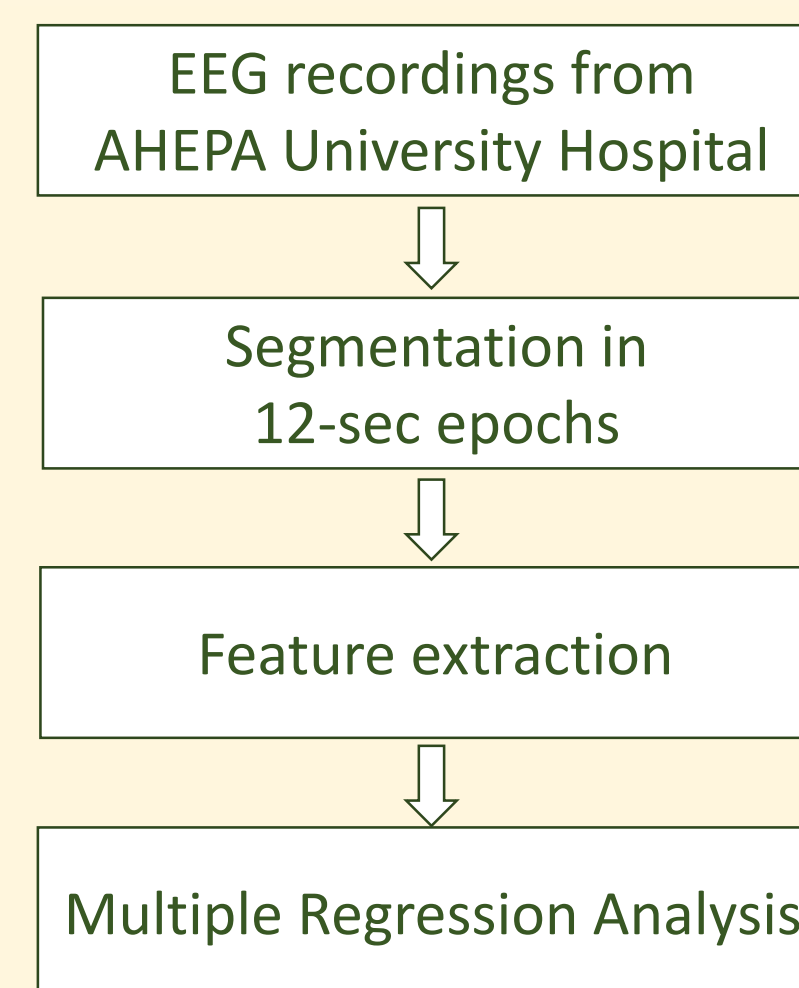 EEG recordings from
AHEPA University Hospital
Segmentation in
12-sec epochs
Feature extraction
Multiple Regression Analysis